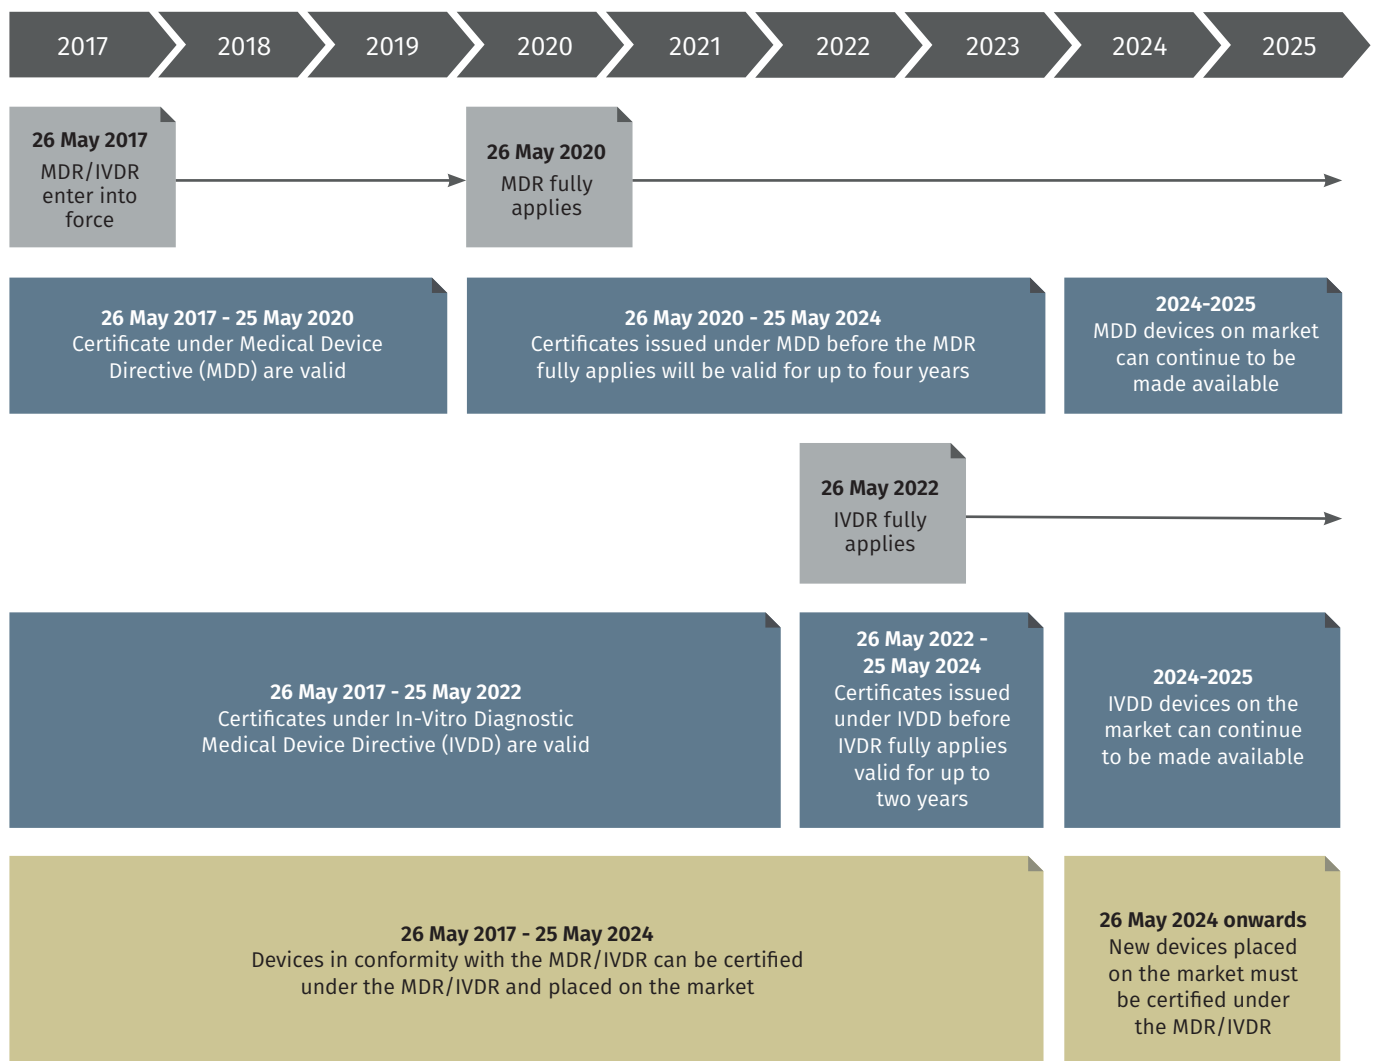 2017 2018 2019 2020 2021 2022 2023 2024 2025
26 May 2017
MDR/IVDR
enter into
force
26 May 2020
MDR fully
applies
26 May 2017 - 25 May 2020
Certificate under Medical Device
Directive (MDD) are valid
26 May 2020 - 25 May 2024
Certificates issued under MDD before the MDR
fully applies will be valid for up to four years
2024-2025
MDD devices on market
can continue to be
made available
26 May 2022
IVDR fully
applies
26 May 2017 - 25 May 2022
Certificates under In-Vitro Diagnostic
Medical Device Directive (IVDD) are valid
26 May 2022 -
25 May 2024
Certificates issued
under IVDD before
IVDR fully applies
valid for up to
two years
2024-2025
IVDD devices on the
market can continue
to be made available
26 May 2017 - 25 May 2024
Devices in conformity with the MDR/IVDR can be certified
under the MDR/IVDR and placed on the market
26 May 2024 onwards
New devices placed
on the market must
be certified under
the MDR/IVDR